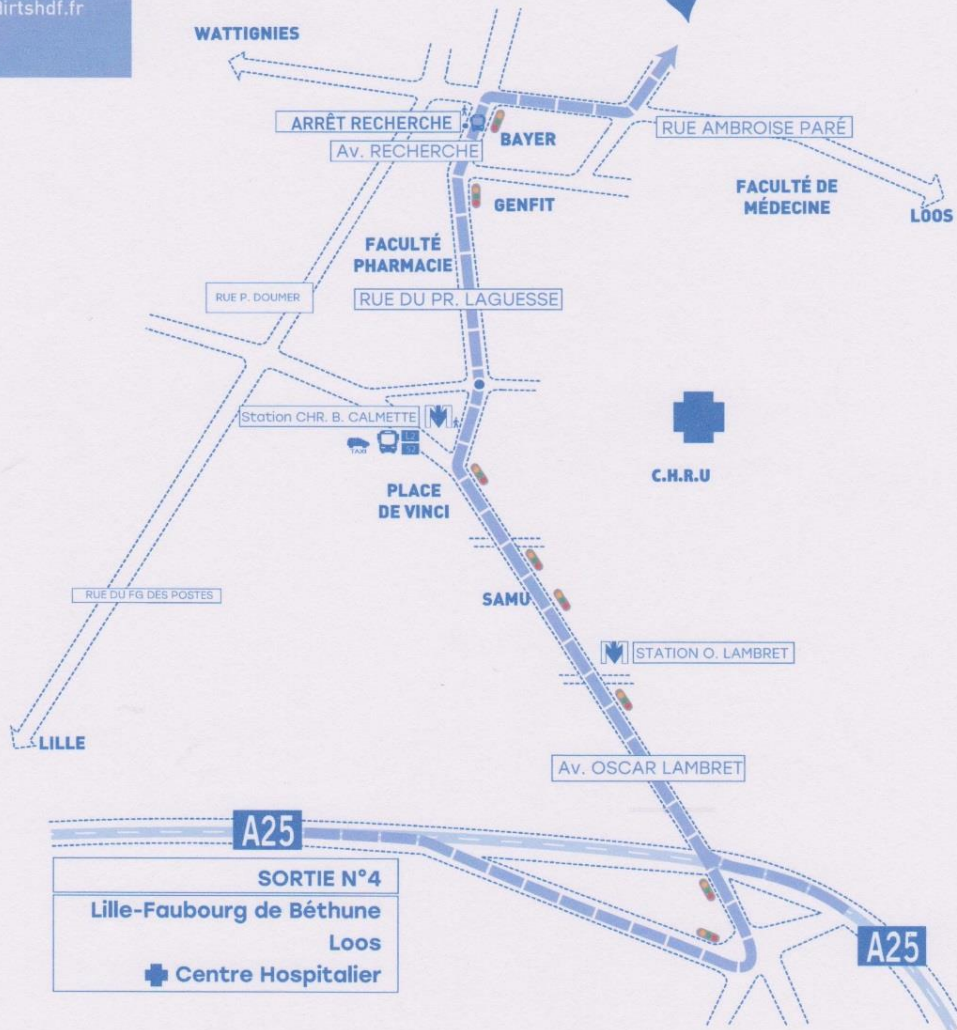 lirtshdf.fr
WATTIGNIES
ARRÊT RECHERCHE
Av. RECHERCHE
BAYER
RUE AMBROISE PARÉ
GENFIT
FACULTÉ DE
MÉDECINE
LOOS
FACULTÉ
PHARMACIE
RUE P. DOUMER
RUE DU PR. LAGUESSE
Station CHR. B. CALMETTE
TAXI
C.H.R.U
PLACE
DE VINCI
RUE DU FG DES POSTES
SAMU
STATION O. LAMBRET
LILLE
Av. OSCAR LAMBRET
A25
SORTIE N°4
Lille-Faubourg de Béthune
Loos
Centre Hospitalier
A25